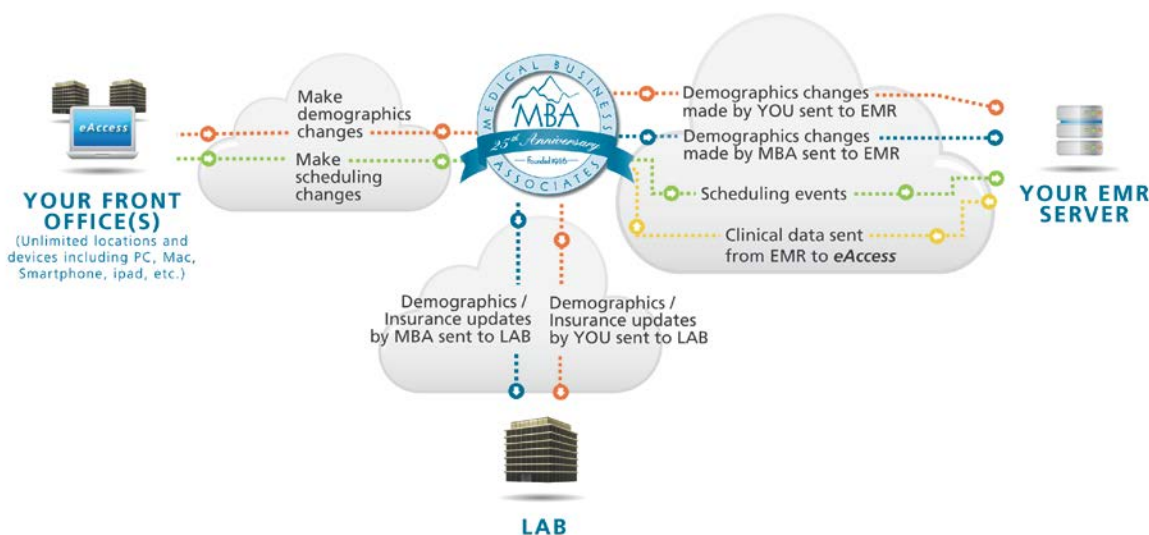 eAccess
YOUR FRONT
OFFICE(S)
(Unlimited locations and
devices including PC, Mac,
Smartphone, ipad, etc.)
Make
demographics
changes
Make
scheduling
changes
MEDICAL BUSINESS
MBA
25th Anniversary
Founded 1986
ASSOCIATES
Demographics changes
made by YOU sent to EMR
Demographics changes
made by MBA sent to EMR
Scheduling events
Clinical data sent
from EMR to eAccess
YOUR EMR
SERVER
Demographics /
Insurance updates
by MBA sent to LAB
Demographics /
Insurance updates
by YOU sent to LAB
LAB